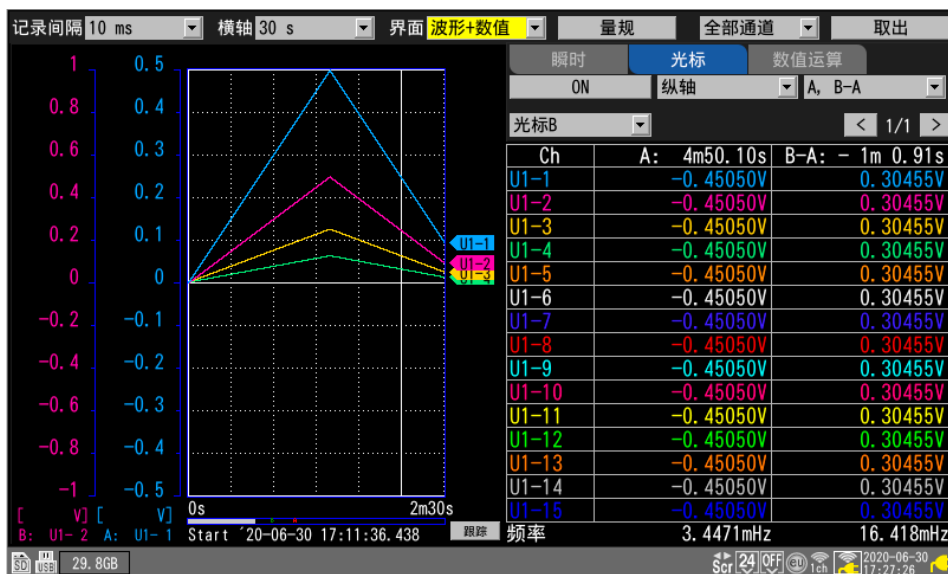 记录间隔 10 ms 横轴 30 s 界面 波形+数值 量规 全部通道 取出
瞬时 光标 数值运算
ON 纵轴 A, B-A
光标B < 1/1 >
Ch A: 4m50.10s B-A: - 1m 0.91s
U1-1 -0.45050V 0.30455V
U1-2 -0.45050V 0.30455V
U1-3 -0.45050V 0.30455V
U1-4 -0.45050V 0.30455V
U1-5 -0.45050V 0.30455V
U1-6 -0.45050V 0.30455V
U1-7 -0.45050V 0.30455V
U1-8 -0.45050V 0.30455V
U1-9 -0.45050V 0.30455V
U1-10 -0.45050V 0.30455V
U1-11 -0.45050V 0.30455V
U1-12 -0.45050V 0.30455V
U1-13 -0.45050V 0.30455V
U1-14 -0.45050V 0.30455V
U1-15 -0.45050V 0.30455V
频率 3.4471mHz 16.418mHz
1 0.5
0.8 0.4
0.6 0.3
0.4 0.2
0.2 0.1
0 0
-0.2 -0.1
-0.4 -0.2
-0.6 -0.3
-0.8 -0.4
-1 -0.5
U1-1
U1-2
U1-3
[ V] [ V]
0s 2m30s
B: U1- 2 A: U1- 1 Start '20-06-30 17:11:36.438 跟踪
SD USB 29.8GB Scr 24 OFF eu 1ch 2020-06-30
17:27:26